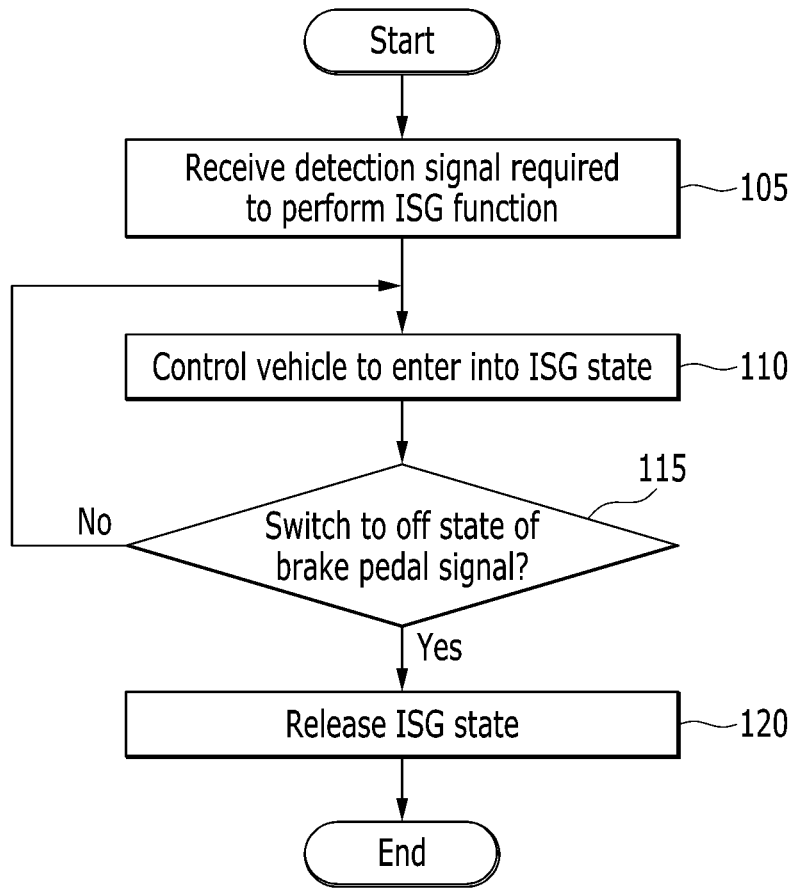 Start
Receive detection signal required
to perform ISG function
105
Control vehicle to enter into ISG state
110
115
Switch to off state of
brake pedal signal?
No
Yes
Release ISG state
120
End